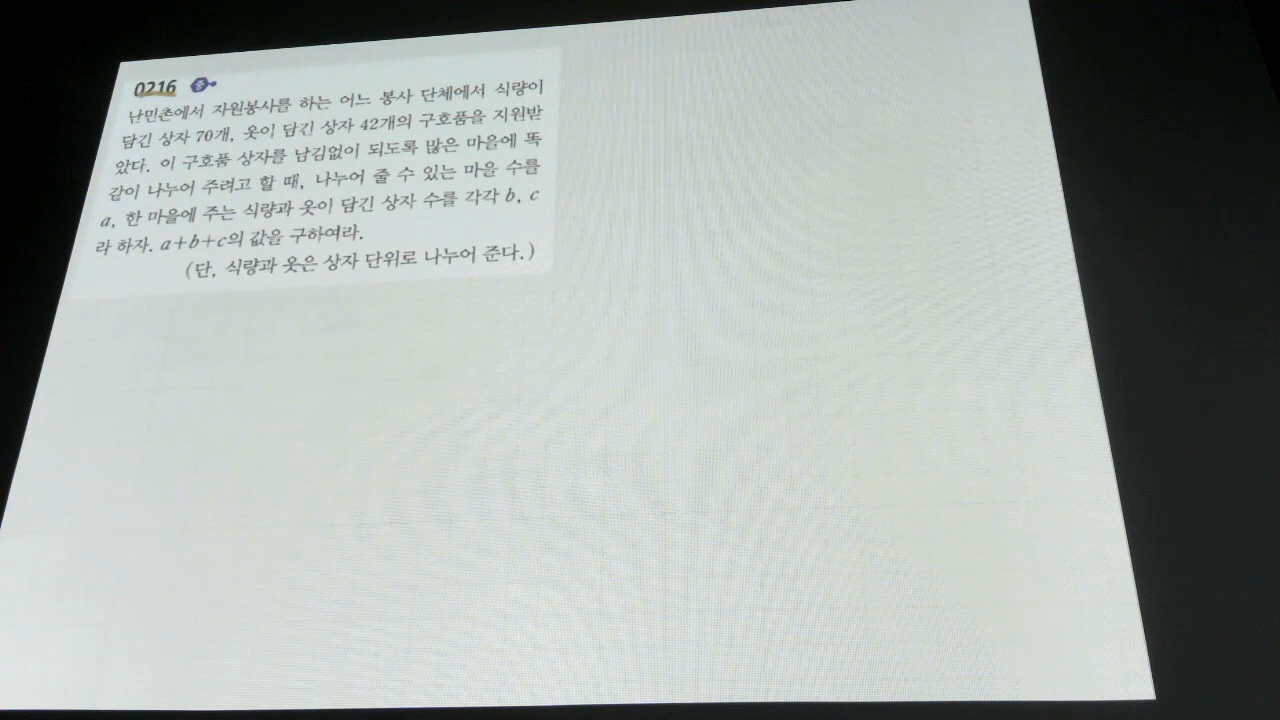 0216 중
난민촌에서 자원봉사를 하는 어느 봉사 단체에서 식량이
담긴 상자 70개, 옷이 담긴 상자 42개의 구호품을 지원받
았다. 이 구호품 상자를 남김없이 되도록 많은 마을에 똑
같이 나누어 주려고 할 때, 나누어 줄 수 있는 마을 수를
a, 한 마을에 주는 식량과 옷이 담긴 상자 수를 각각 b, c
라 하자. a+b+c의 값을 구하여라.
(단, 식량과 옷은 상자 단위로 나누어 준다.)